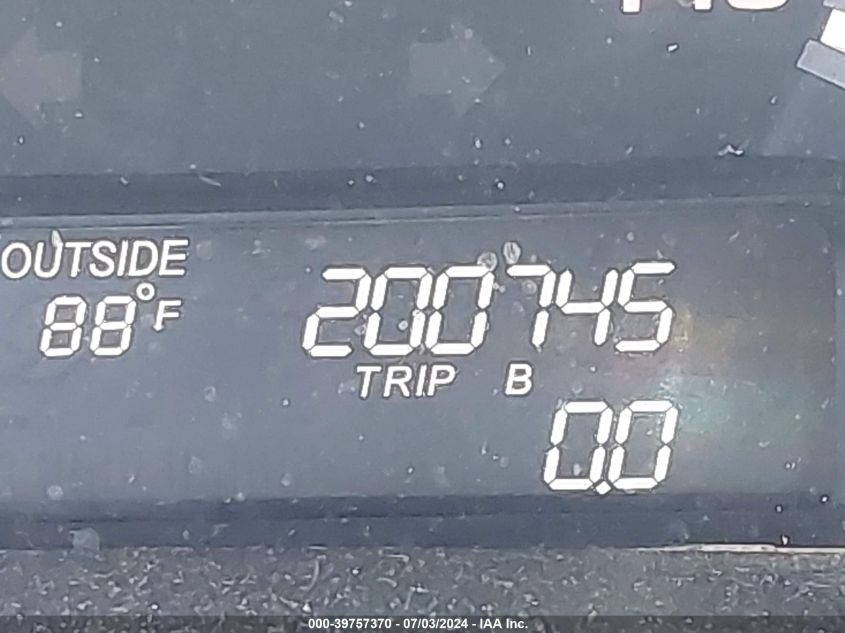 OUTSIDE
88°F
200745
TRIP B
0.0
000-39757370 - 07/03/2024 - IAA Inc.